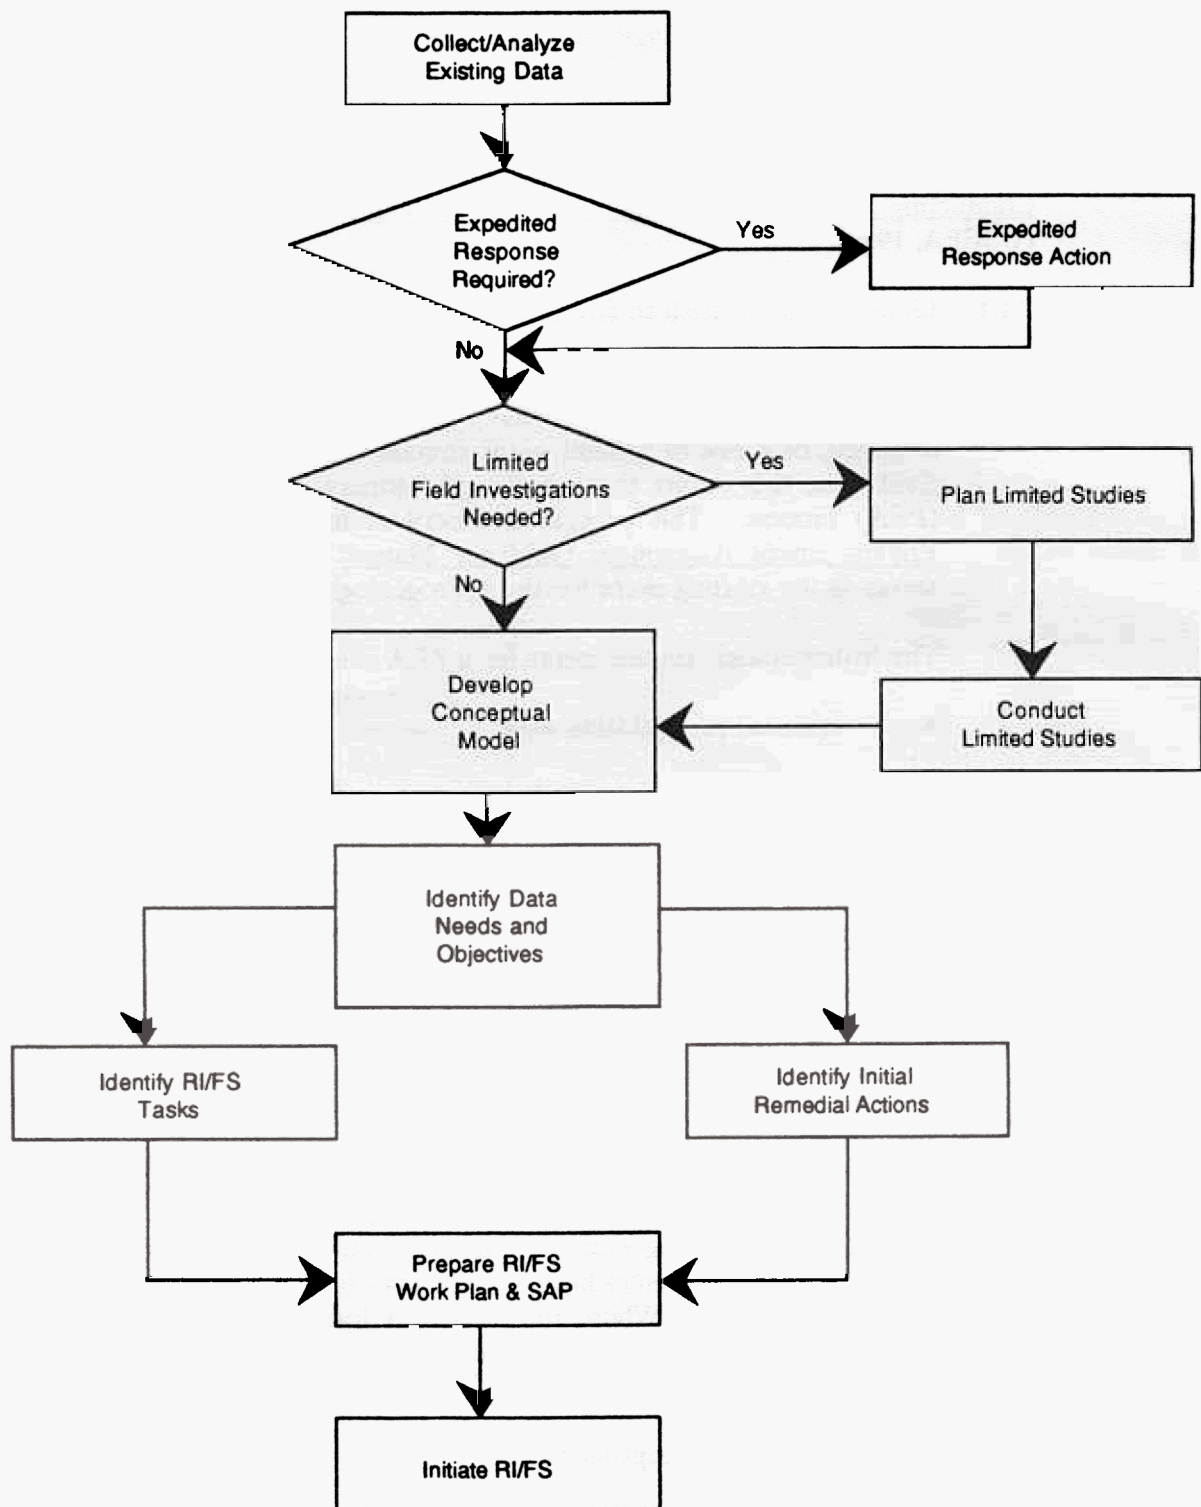 Collect/Analyze
Existing Data
Expedited
Response
Required?
Yes
Expedited
Response Action
No
Limited
Field Investigations
Needed?
Yes
Plan Limited Studies
No
Develop
Conceptual
Model
Conduct
Limited Studies
Identify Data
Needs and
Objectives
Identify RI/FS
Tasks
Identify Initial
Remedial Actions
Prepare RI/FS
Work Plan & SAP
Initiate RI/FS